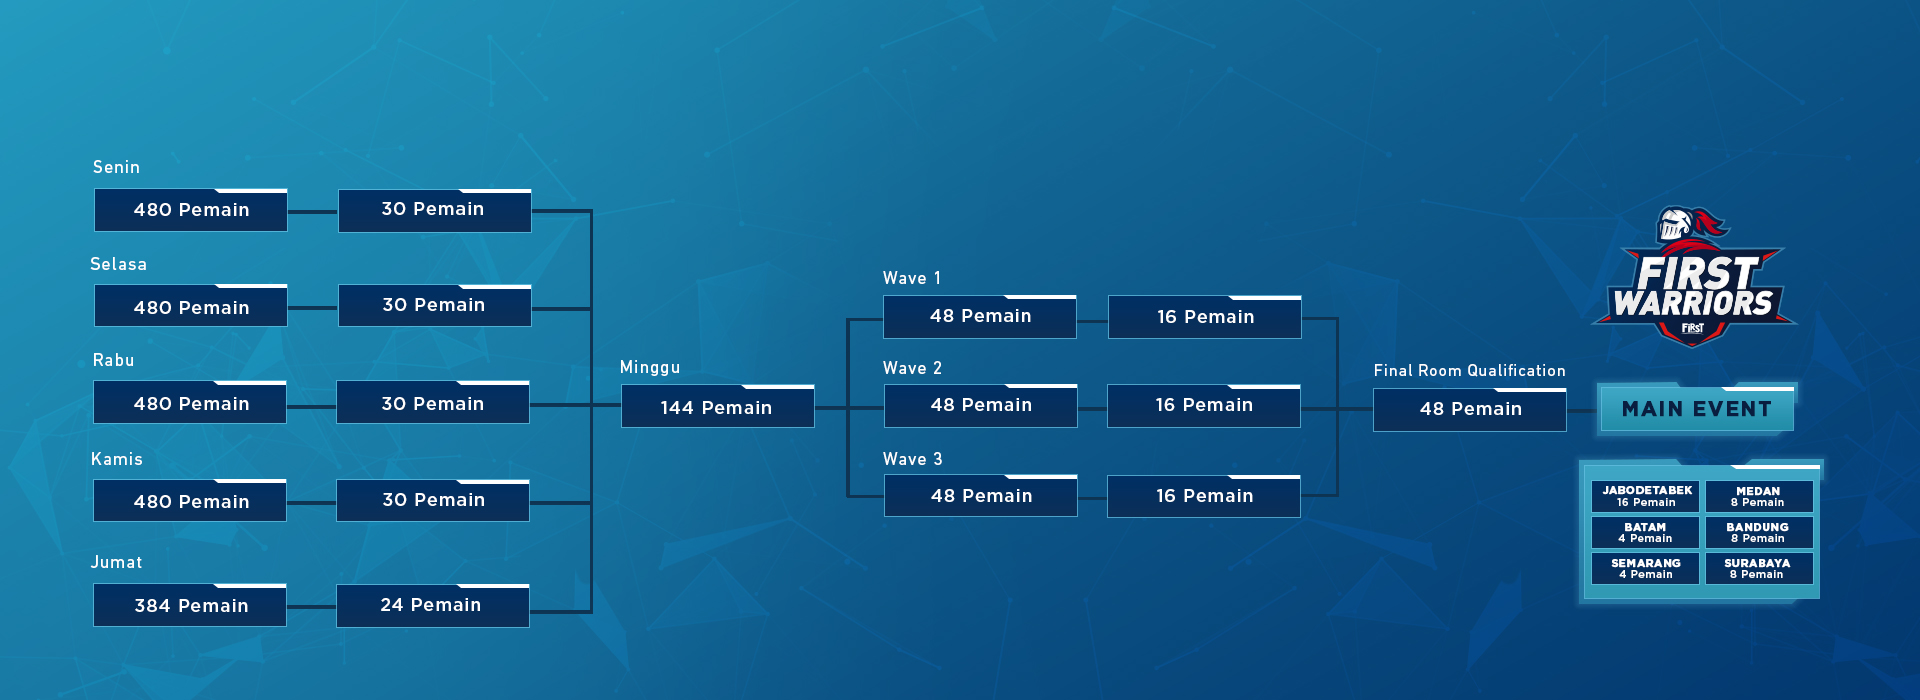 Senin
480 Pemain
30 Pemain
Selasa
480 Pemain
30 Pemain
Rabu
480 Pemain
30 Pemain
Kamis
480 Pemain
30 Pemain
Jumat
384 Pemain
24 Pemain
Minggu
144 Pemain
Wave 1
48 Pemain
16 Pemain
Wave 2
48 Pemain
16 Pemain
Wave 3
48 Pemain
16 Pemain
Final Room Qualification
48 Pemain
FIRST
WARRIORS
FIRST
MAIN EVENT
JABODETABEK
16 Pemain
MEDAN
8 Pemain
BATAM
4 Pemain
BANDUNG
8 Pemain
SEMARANG
4 Pemain
SURABAYA
8 Pemain